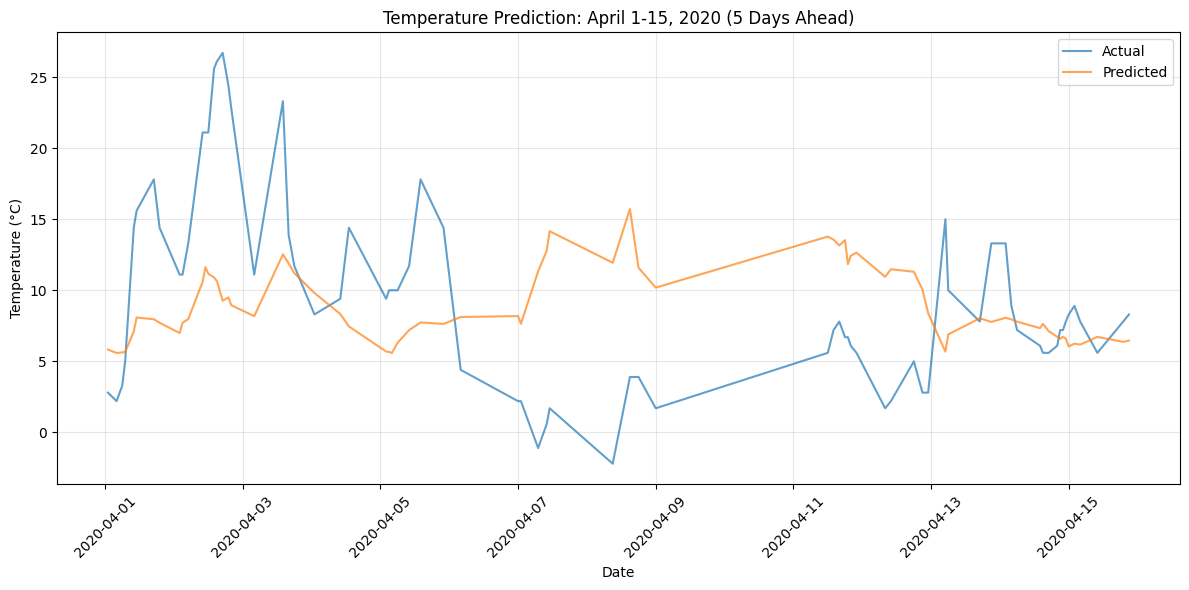 Temperature Prediction: April 1-15, 2020 (5 Days Ahead)
Actual
Predicted
Temperature (°C)
25
20
15
10
5
0
2020-04-01
2020-04-03
2020-04-05
2020-04-07
2020-04-09
2020-04-11
2020-04-13
2020-04-15
Date